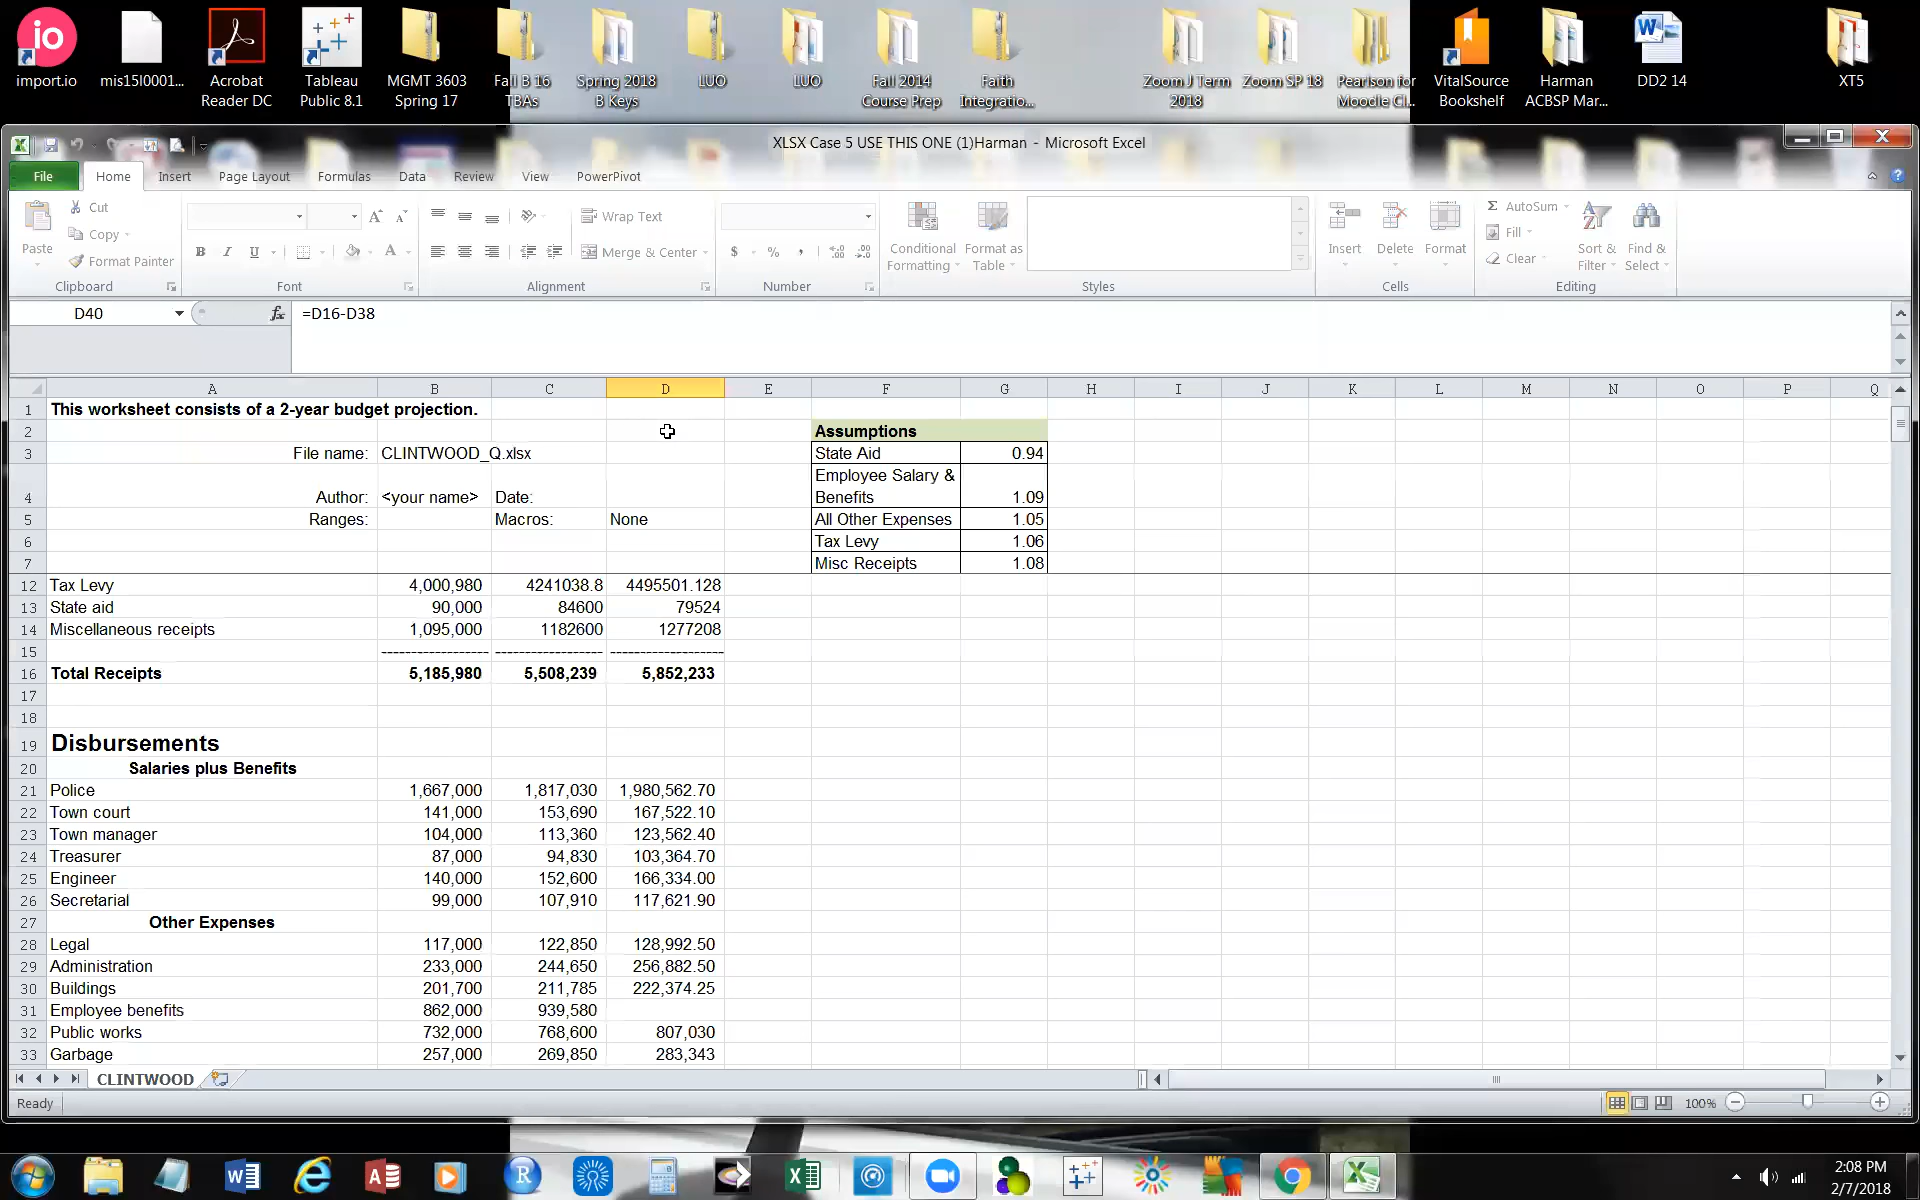 import.io
mis15l0001...
Acrobat Reader DC
Tableau Public 8.1
MGMT 3603 Spring 17
Fall B 16 TBAs
Spring 2018 B Keys
LUO
LUO
Fall 2014 Course Prep
Faith Integratio...
Zoom J Term 2018
Zoom SP 18
Pearlson for Moodle Cl...
VitalSource Bookshelf
Harman ACBSP Mar...
DD2 14
XT5
XLSX Case 5 USE THIS ONE (1)Harman - Microsoft Excel
File Home Insert Page Layout Formulas Data Review View PowerPivot
Paste Cut Copy Format Painter
B I U A Wrap Text Merge & Center $ % ,
Conditional Formatting Format as Table Insert Delete Format
Σ AutoSum Fill Clear Sort & Filter Find & Select
Clipboard Font Alignment Number Styles Cells Editing
D40 fx =D16-D38
A B C D E F G H I J K L M N O P Q
1 This worksheet consists of a 2-year budget projection.
2 Assumptions
3 File name: CLINTWOOD_Q.xlsx State Aid 0.94
4 Author: <your name> Date: Employee Salary & Benefits 1.09
5 Ranges: Macros: None All Other Expenses 1.05
6 Tax Levy 1.06
7 Misc Receipts 1.08
12 Tax Levy 4,000,980 4241038.8 4495501.128
13 State aid 90,000 84600 79524
14 Miscellaneous receipts 1,095,000 1182600 1277208
15 ------------------- ------------------- --------------------
16 Total Receipts 5,185,980 5,508,239 5,852,233
17
18
19 Disbursements
20 Salaries plus Benefits
21 Police 1,667,000 1,817,030 1,980,562.70
22 Town court 141,000 153,690 167,522.10
23 Town manager 104,000 113,360 123,562.40
24 Treasurer 87,000 94,830 103,364.70
25 Engineer 140,000 152,600 166,334.00
26 Secretarial 99,000 107,910 117,621.90
27 Other Expenses
28 Legal 117,000 122,850 128,992.50
29 Administration 233,000 244,650 256,882.50
30 Buildings 201,700 211,785 222,374.25
31 Employee benefits 862,000 939,580
32 Public works 732,000 768,600 807,030
33 Garbage 257,000 269,850 283,343
CLINTWOOD
Ready 100%
2:08 PM
2/7/2018